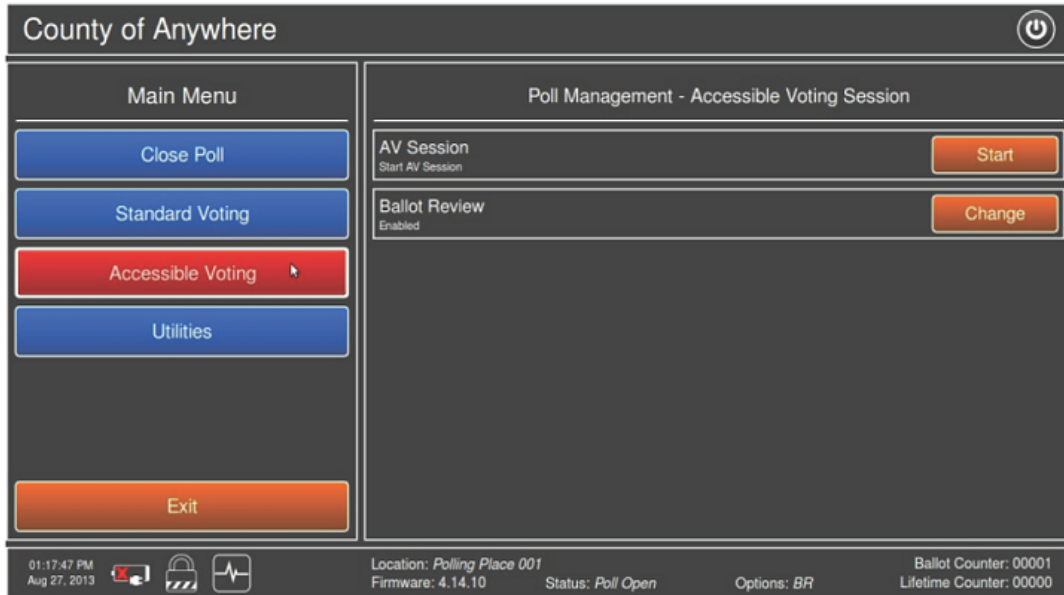 County of Anywhere
Main Menu
Close Poll
Standard Voting
Accessible Voting
Utilities
Exit
Poll Management - Accessible Voting Session
AV Session
Start AV Session
Start
Ballot Review
Enabled
Change
01:17:47 PM
Aug 27, 2013
Location: Polling Place 001
Firmware: 4.14.10 Status: Poll Open Options: BR
Ballot Counter: 00001
Lifetime Counter: 00000